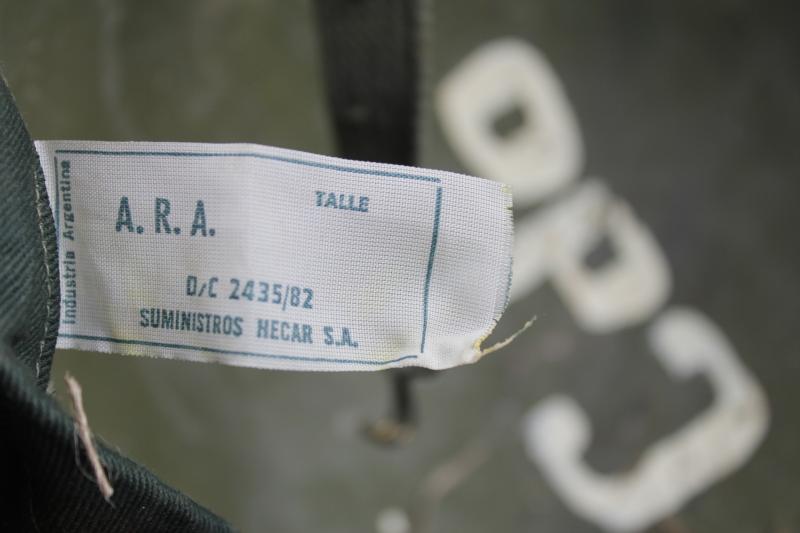 Industria Argentina
A. R. A.
TALLE
D/C 2435/82
SUMINISTROS HECAR S.A.